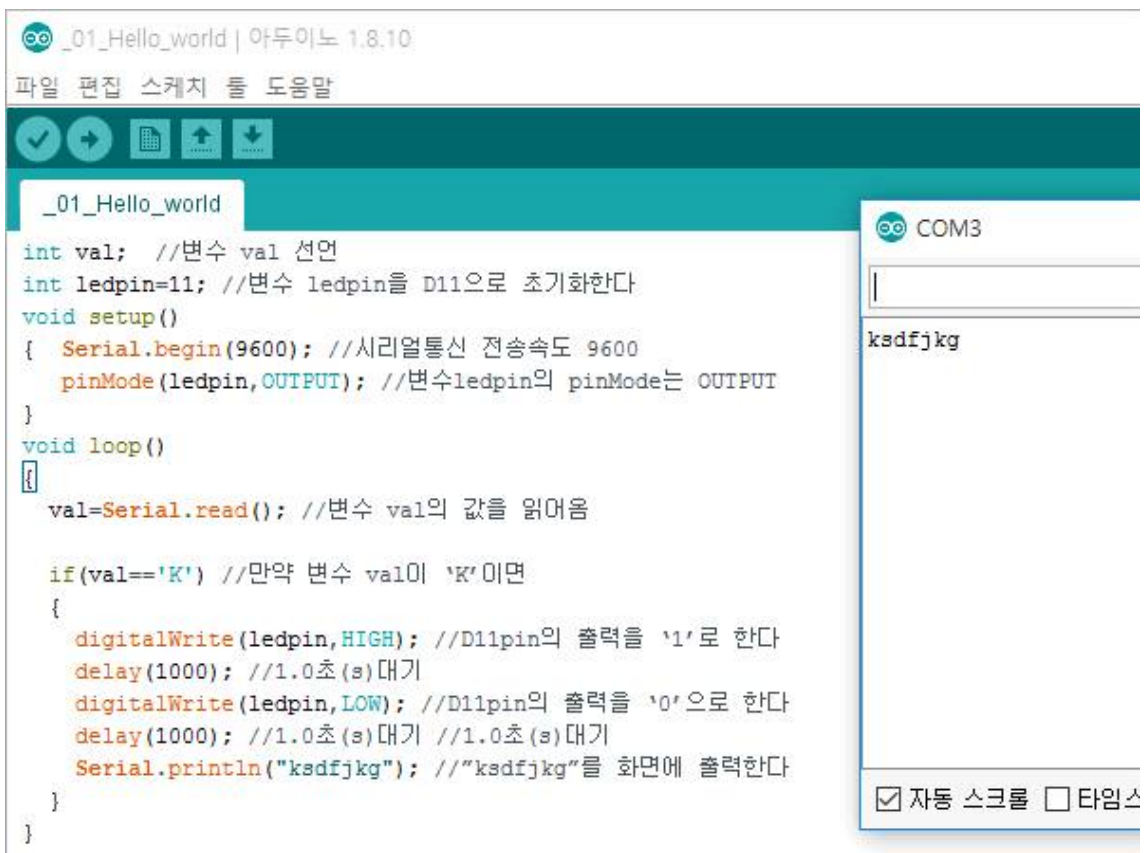 _01_Hello_world | 아두이노 1.8.10
파일 편집 스케치 툴 도움말
_01_Hello_world
int val;  //변수 val 선언
int ledpin=11; //변수 ledpin을 D11으로 초기화한다
void setup()
{  Serial.begin(9600); //시리얼통신 전송속도 9600
   pinMode(ledpin,OUTPUT); //변수ledpin의 pinMode는 OUTPUT
}
void loop()
{
  val=Serial.read(); //변수 val의 값을 읽어옴
  if(val=='K') //만약 변수 val이 ‘K’이면
  {
    digitalWrite(ledpin,HIGH); //D11pin의 출력을 ‘1’로 한다
    delay(1000); //1.0초(s)대기
    digitalWrite(ledpin,LOW); //D11pin의 출력을 ‘0’으로 한다
    delay(1000); //1.0초(s)대기 //1.0초(s)대기
    Serial.println("ksdfjkg"); //”ksdfjkg”를 화면에 출력한다
  }
}
COM3
ksdfjkg
자동 스크롤 타임스